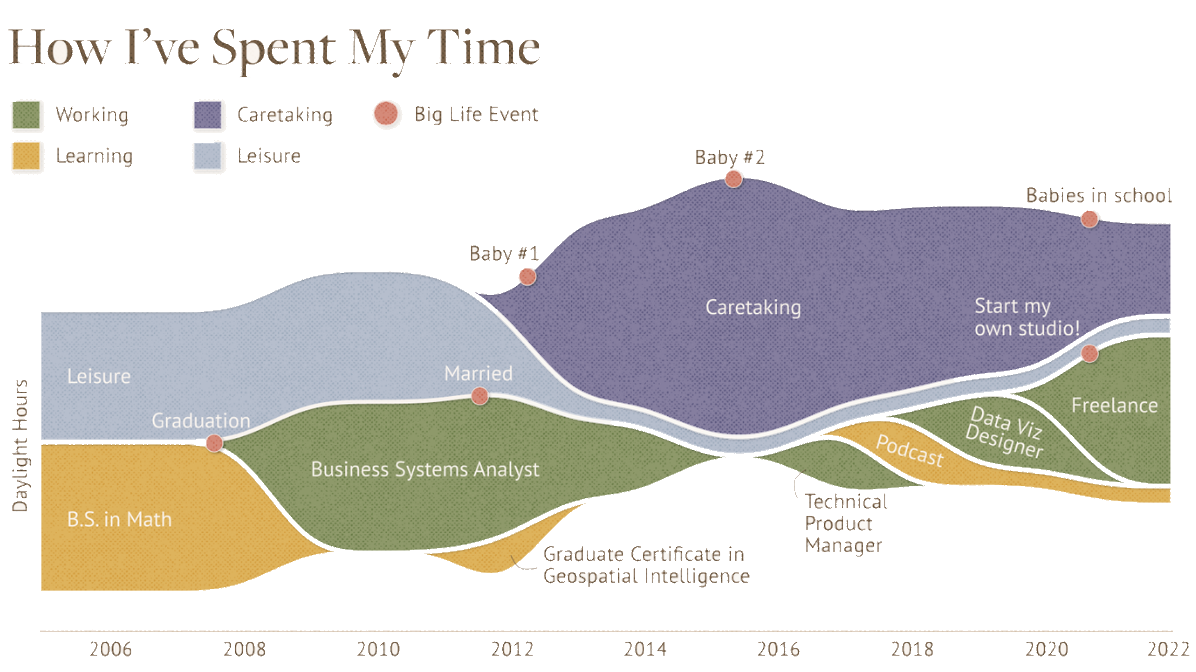 How I've Spent My Time
Working
Caretaking
Big Life Event
Learning
Leisure
Baby #2
Babies in school
Baby #1
Caretaking
Start my
own studio!
Leisure
Married
Graduation
Freelance
Data Viz
Designer
Podcast
Business Systems Analyst
B.S. in Math
Technical
Product
Manager
Graduate Certificate in
Geospatial Intelligence
Daylight Hours
2006 2008 2010 2012 2014 2016 2018 2020 2022